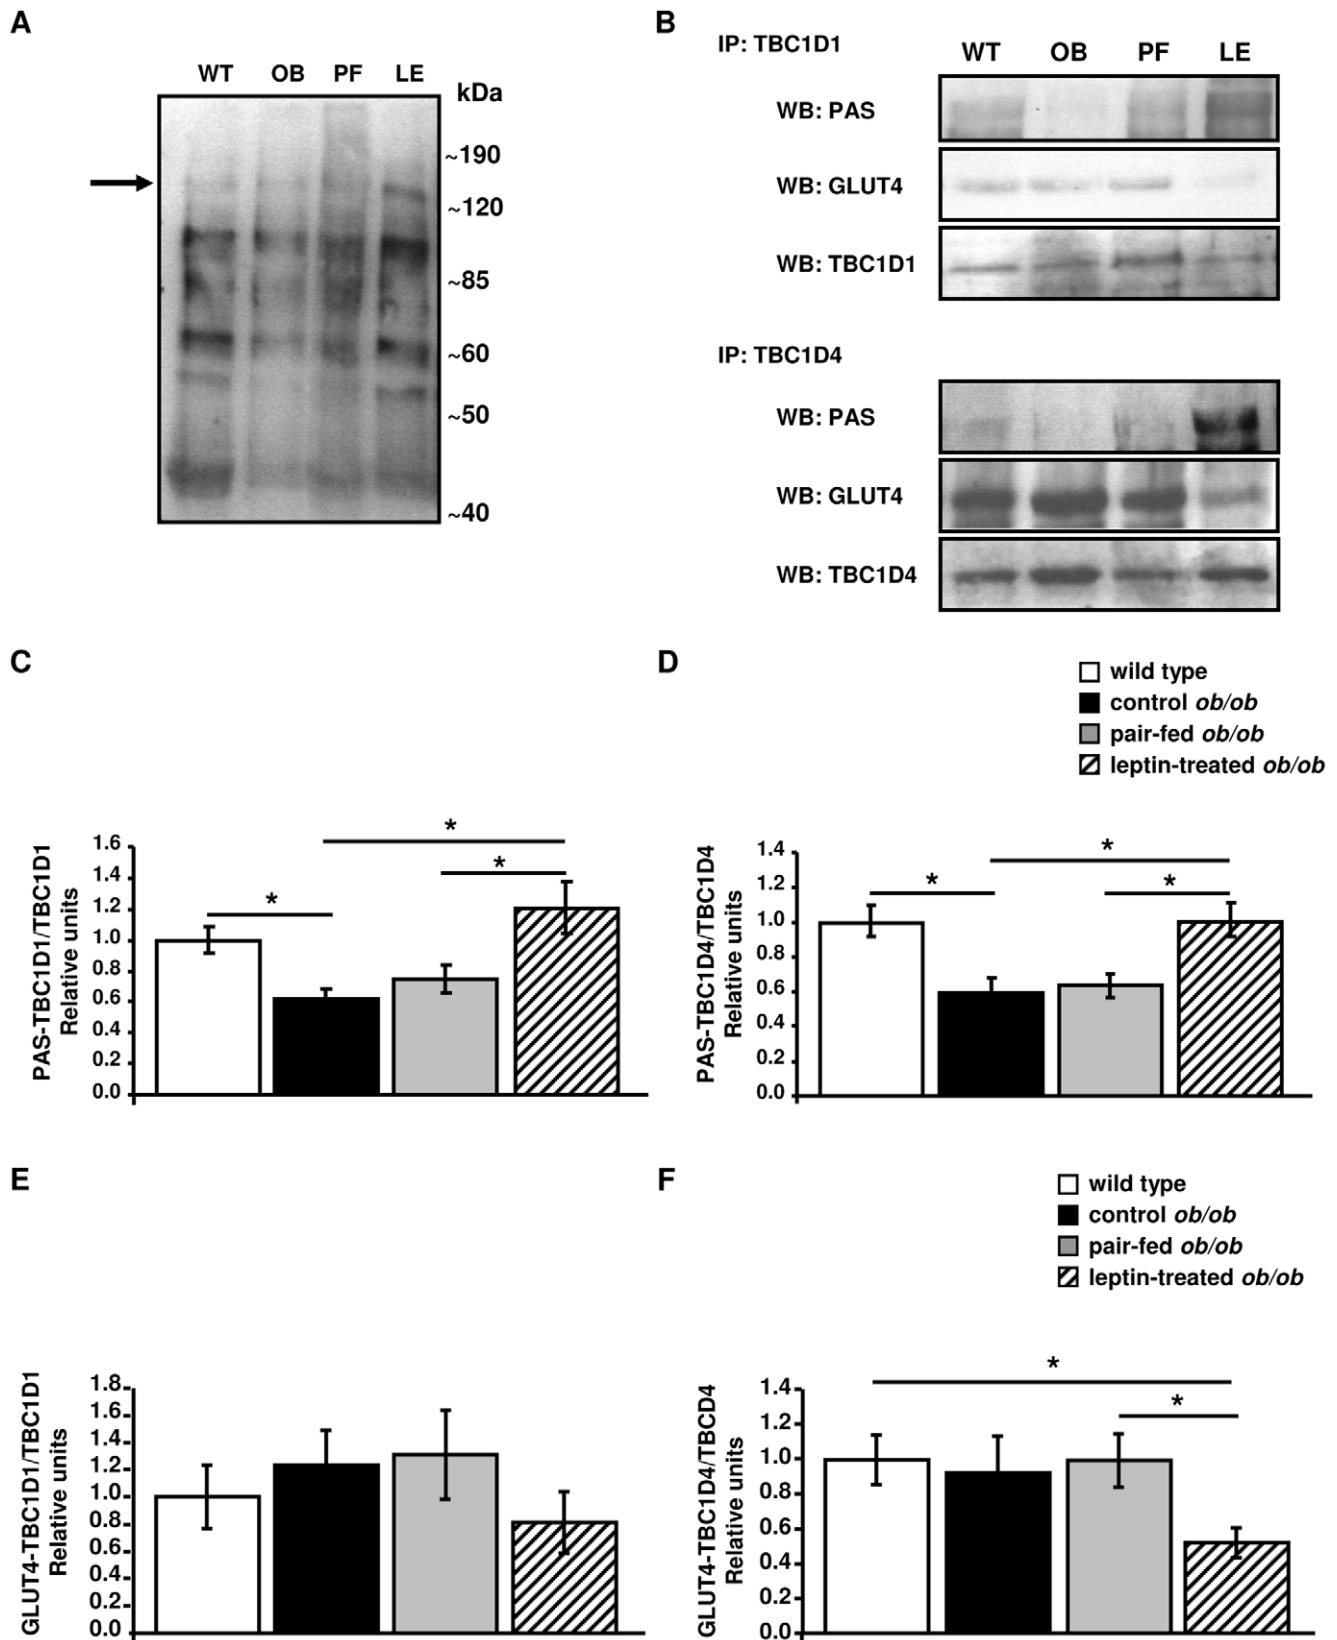 A
WT OB PF LE
kDa
~190
~120
~85
~60
~50
~40
B
IP: TBC1D1
WT OB PF LE
WB: PAS
WB: GLUT4
WB: TBC1D1
IP: TBC1D4
WB: PAS
WB: GLUT4
WB: TBC1D4
C
PAS-TBC1D1/TBC1D1
Relative units
1.6
1.4
1.2
1.0
0.8
0.6
0.4
0.2
0.0
*
*
*
D
wild type
control ob/ob
pair-fed ob/ob
leptin-treated ob/ob
PAS-TBC1D4/TBC1D4
Relative units
1.4
1.2
1.0
0.8
0.6
0.4
0.2
0.0
*
*
*
E
GLUT4-TBC1D1/TBC1D1
Relative units
1.8
1.6
1.4
1.2
1.0
0.8
0.6
0.4
0.2
0.0
F
wild type
control ob/ob
pair-fed ob/ob
leptin-treated ob/ob
GLUT4-TBC1D4/TBCD4
Relative units
1.4
1.2
1.0
0.8
0.6
0.4
0.2
0.0
*
*